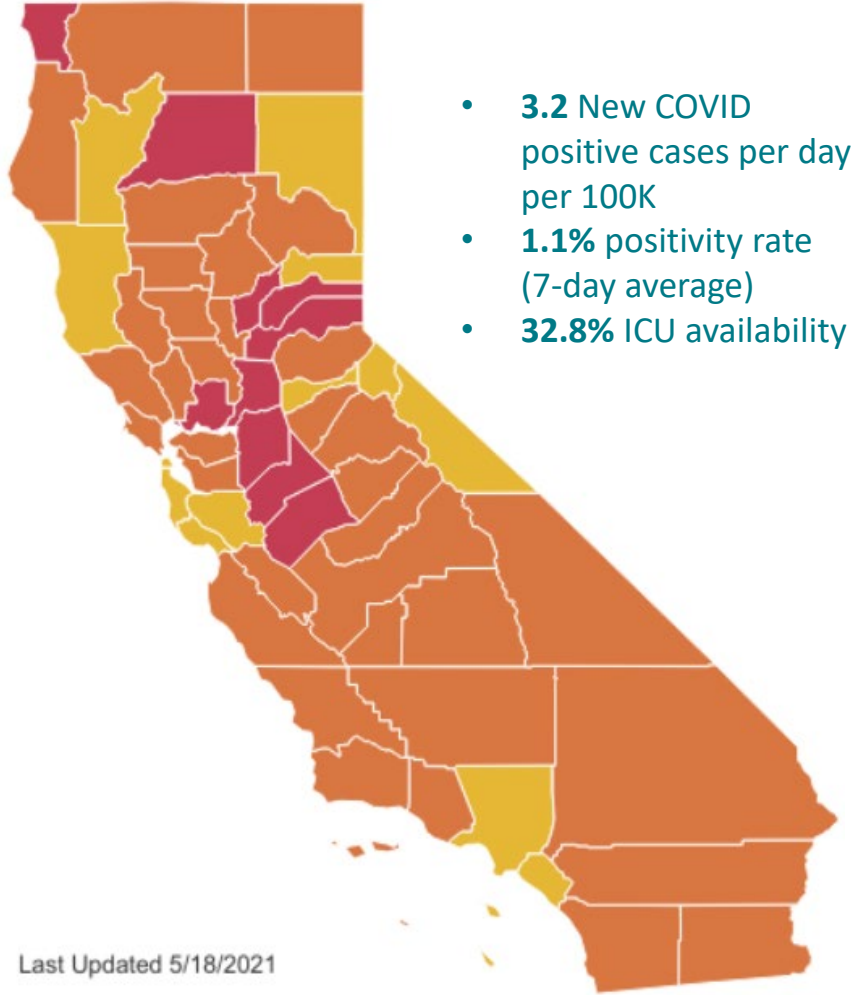 • 3.2 New COVID
positive cases per day
per 100K
• 1.1% positivity rate
(7-day average)
• 32.8% ICU availability
Last Updated 5/18/2021